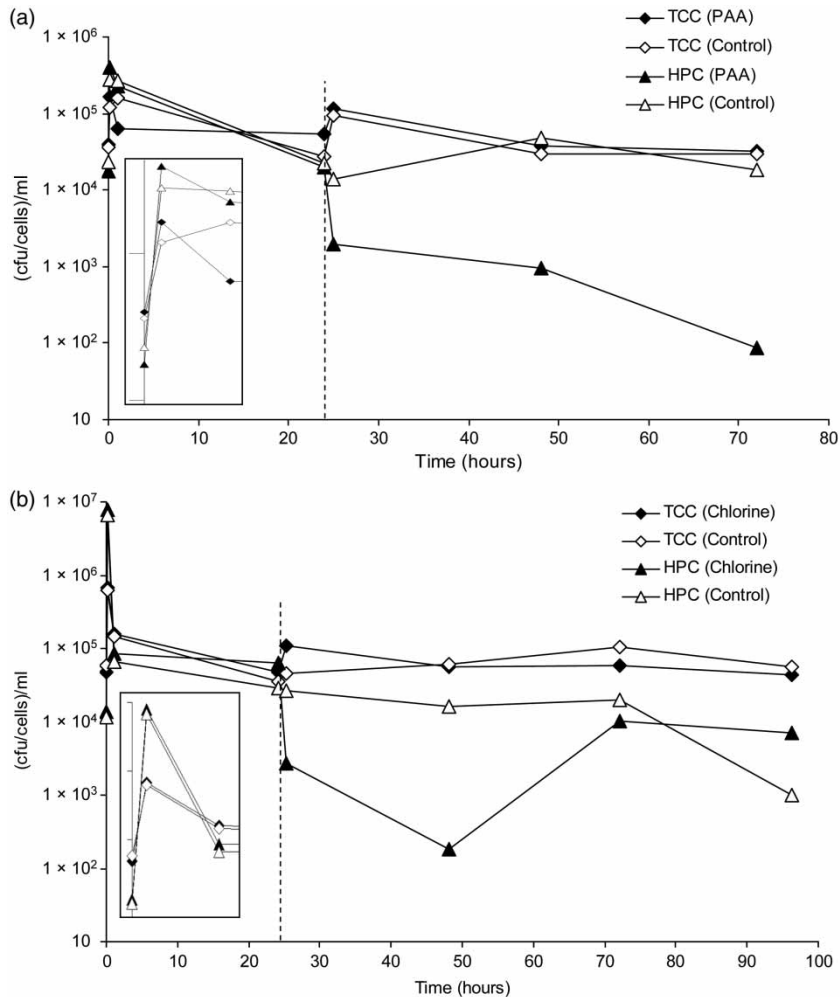 (a)
1 × 10⁶
1 × 10⁵
1 × 10⁴
1 × 10³
1 × 10²
10
(cfu/cells)/ml
TCC (PAA)
TCC (Control)
HPC (PAA)
HPC (Control)
0 10 20 30 40 50 60 70 80
Time (hours)
(b)
1 × 10⁷
1 × 10⁶
1 × 10⁵
1 × 10⁴
1 × 10³
1 × 10²
10
(cfu/cells)/ml
TCC (Chlorine)
TCC (Control)
HPC (Chlorine)
HPC (Control)
0 10 20 30 40 50 60 70 80 90 100
Time (hours)